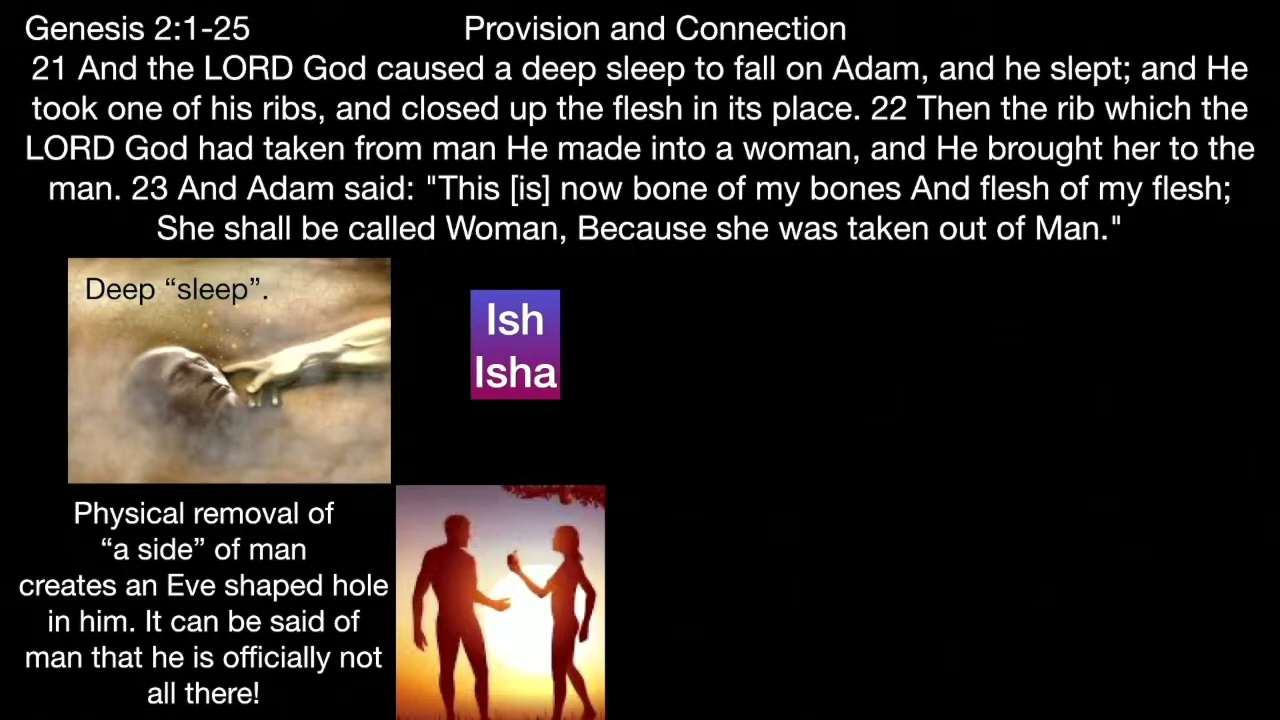 Genesis 2:1-25
Provision and Connection
21 And the LORD God caused a deep sleep to fall on Adam, and he slept; and He
took one of his ribs, and closed up the flesh in its place. 22 Then the rib which the
LORD God had taken from man He made into a woman, and He brought her to the
man. 23 And Adam said: "This [is] now bone of my bones And flesh of my flesh;
She shall be called Woman, Because she was taken out of Man."
Deep “sleep”.
Ish
Isha
Physical removal of
“a side” of man
creates an Eve shaped hole
in him. It can be said of
man that he is officially not
all there!